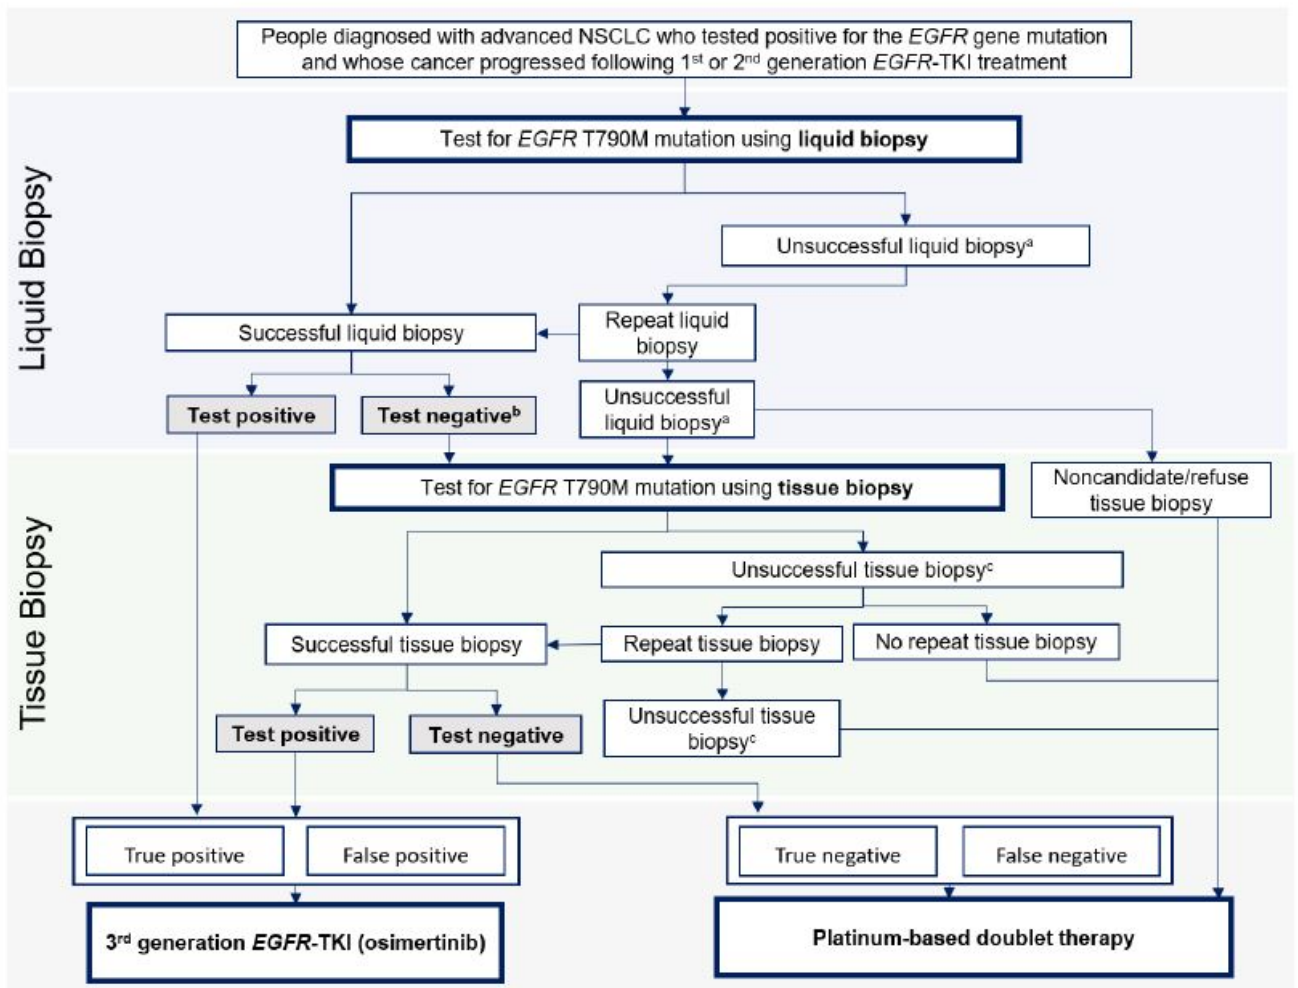 People diagnosed with advanced NSCLC who tested positive for the EGFR gene mutation
and whose cancer progressed following 1st or 2nd generation EGFR-TKI treatment
Liquid Biopsy
Test for EGFR T790M mutation using liquid biopsy
Unsuccessful liquid biopsyᵃ
Successful liquid biopsy
Repeat liquid
biopsy
Test positive
Test negativeᵇ
Unsuccessful
liquid biopsyᵃ
Tissue Biopsy
Test for EGFR T790M mutation using tissue biopsy
Noncandidate/refuse
tissue biopsy
Unsuccessful tissue biopsyᶜ
Successful tissue biopsy
Repeat tissue biopsy
No repeat tissue biopsy
Test positive
Test negative
Unsuccessful tissue
biopsyᶜ
True positive
False positive
True negative
False negative
3rd generation EGFR-TKI (osimertinib)
Platinum-based doublet therapy